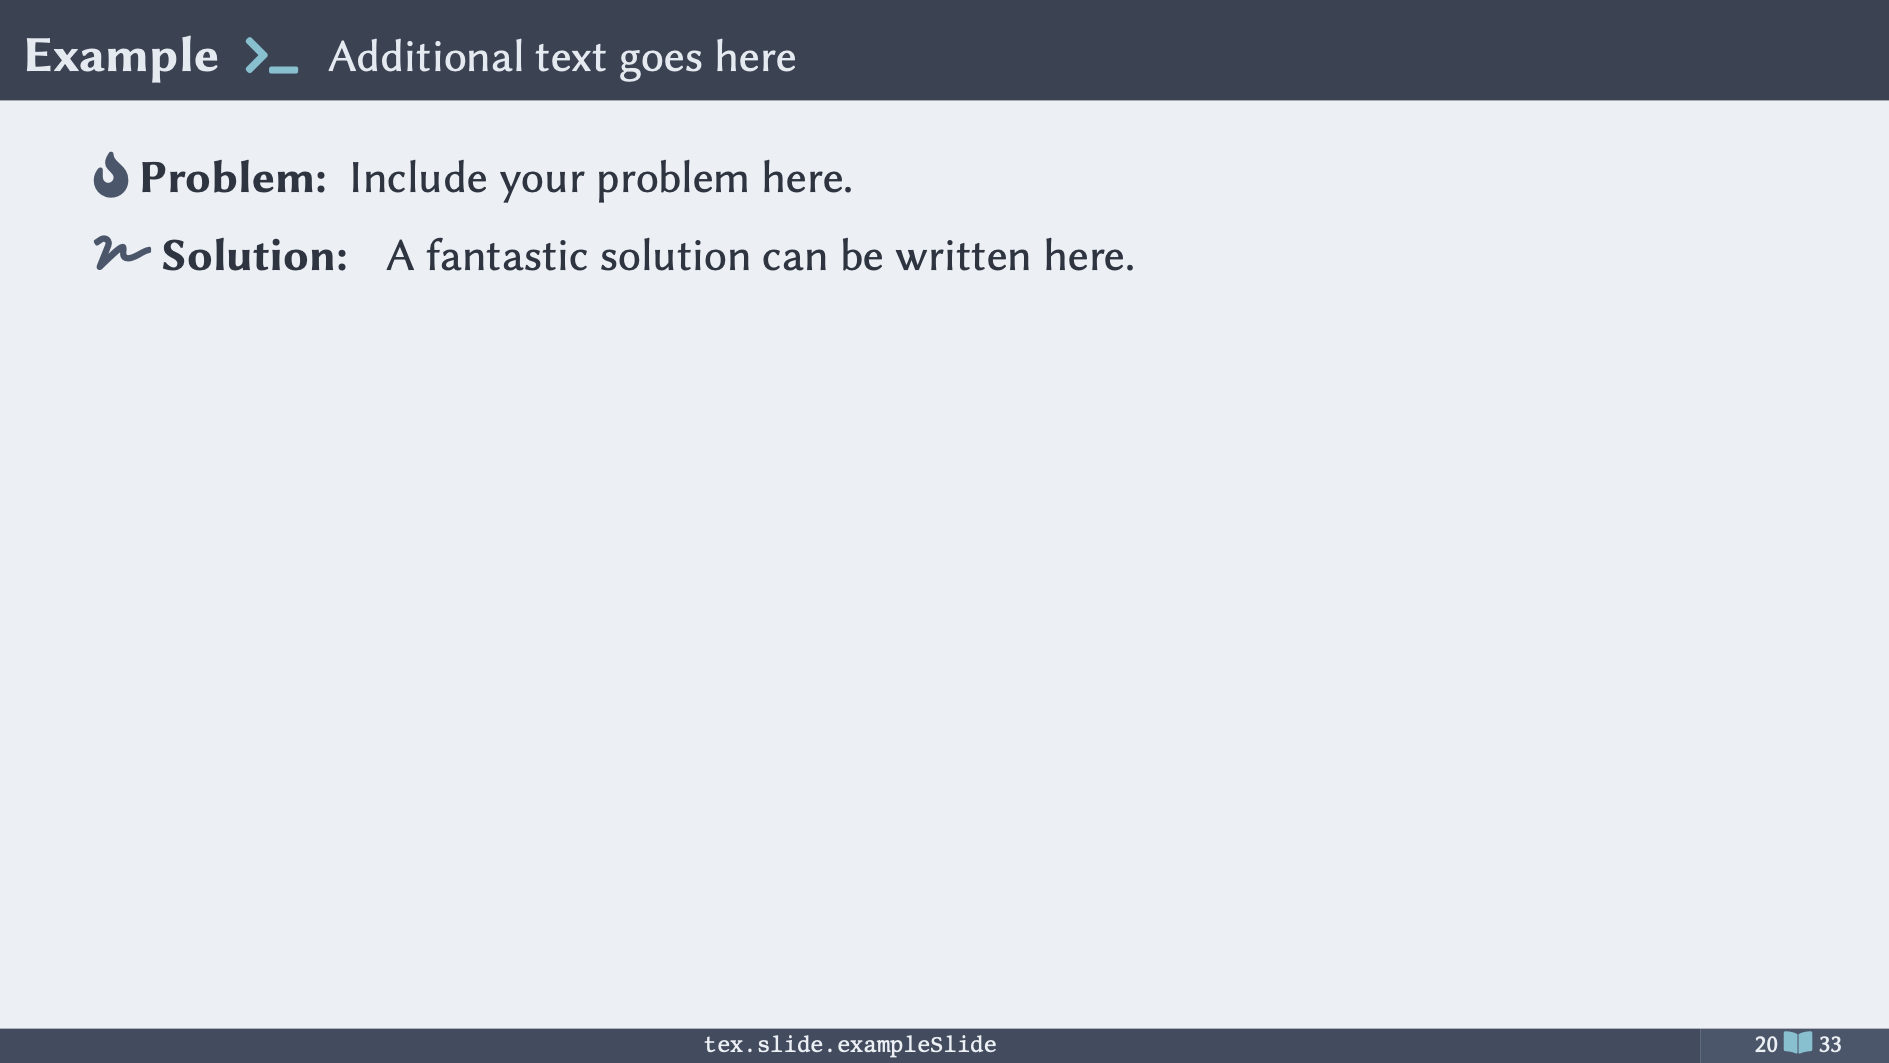 Example Additional text goes here
Problem: Include your problem here.
Solution: A fantastic solution can be written here.
tex.slide.exampleSlide
20 33